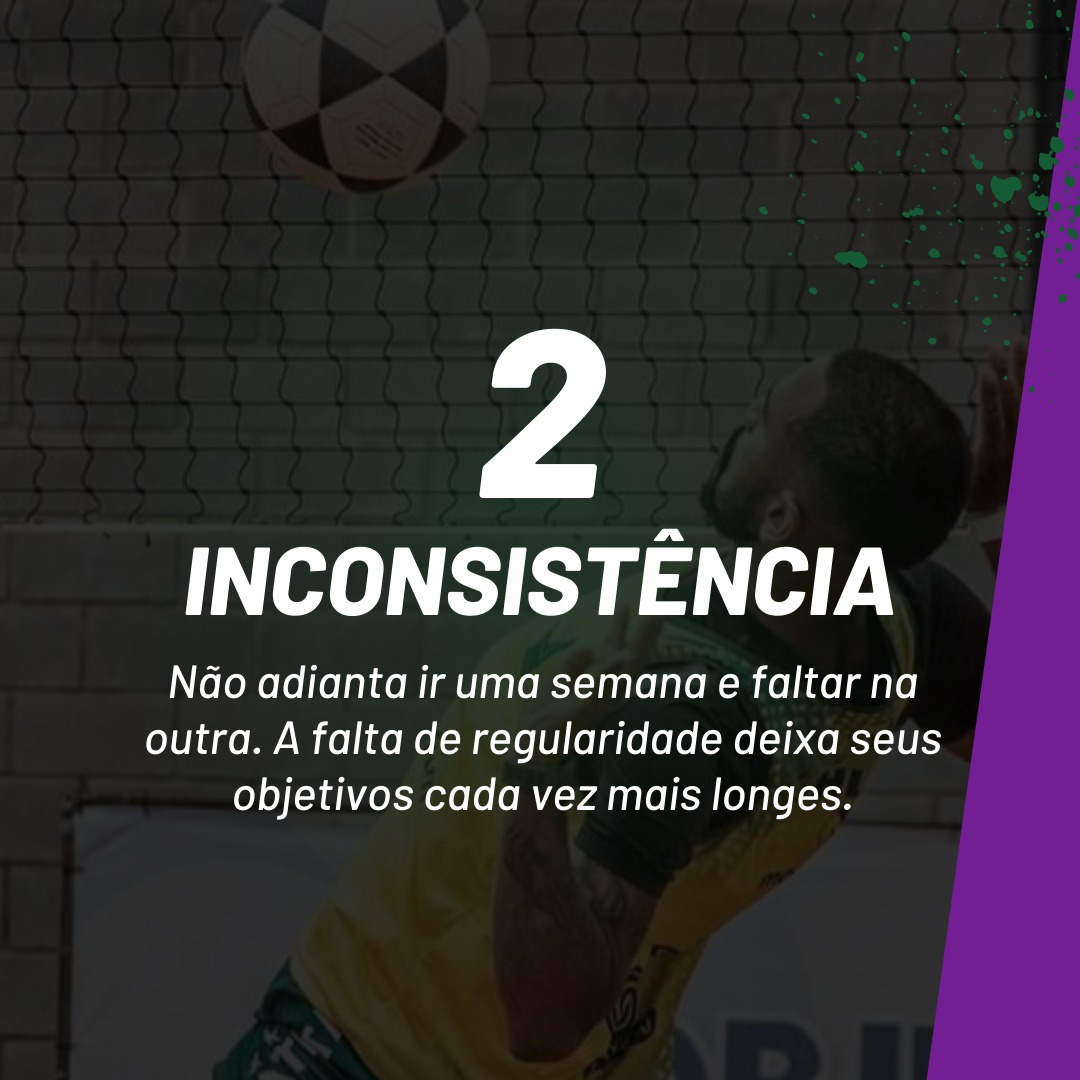 2
INCONSISTÊNCIA
Não adianta ir uma semana e faltar na
outra. A falta de regularidade deixa seus
objetivos cada vez mais longes.